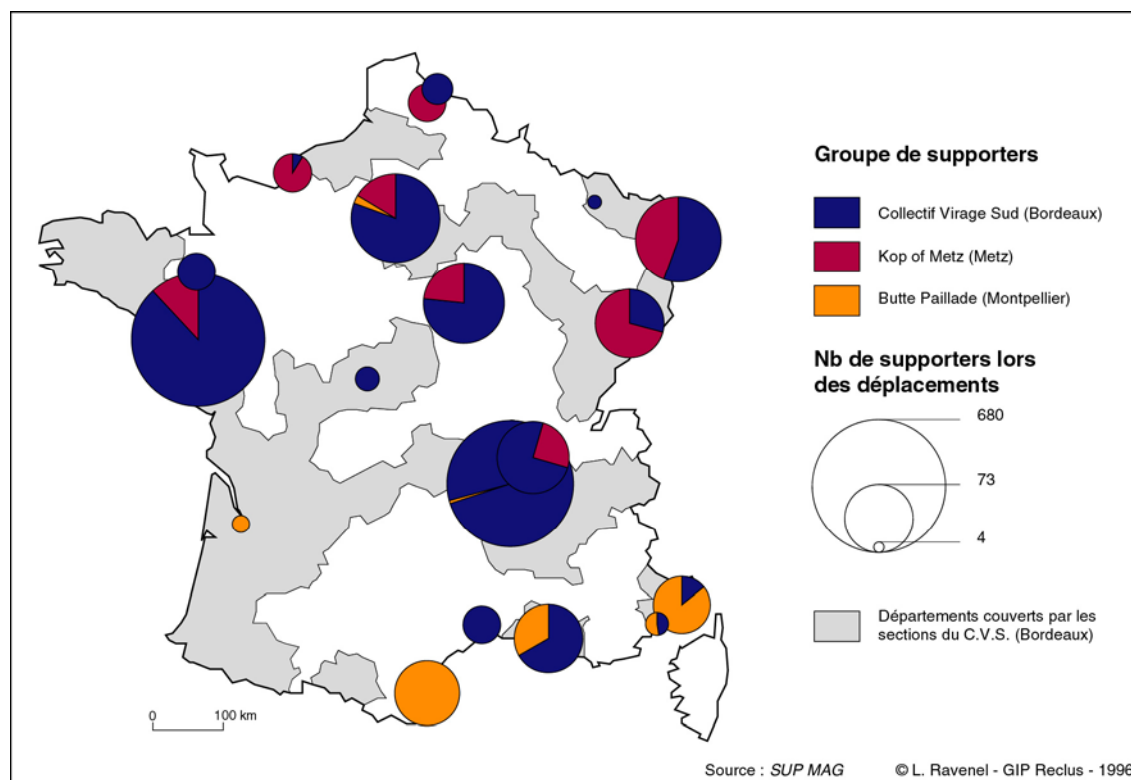 Groupe de supporters
Collectif Virage Sud (Bordeaux)
Kop of Metz (Metz)
Butte Paillade (Montpellier)
Nb de supporters lors
des déplacements
680
73
4
Départements couverts par les
sections du C.V.S. (Bordeaux)
0 100 km
Source : SUP MAG © L. Ravenel - GIP Reclus - 1996